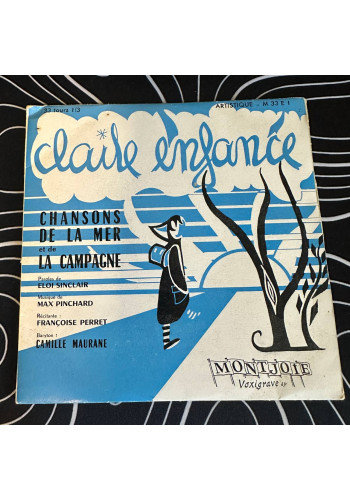 33 tours 1/3
ARTISTIQUE - M 33 E 1
claire enfance
CHANSONS
DE LA MER
et de
LA CAMPAGNE
Paroles de
ELOI SINCLAIR
Musique de
MAX PINCHARD
Récitante :
FRANÇOISE PERRET
Baryton :
CAMILLE MAURANE
MONTJOIE
Voxigrave